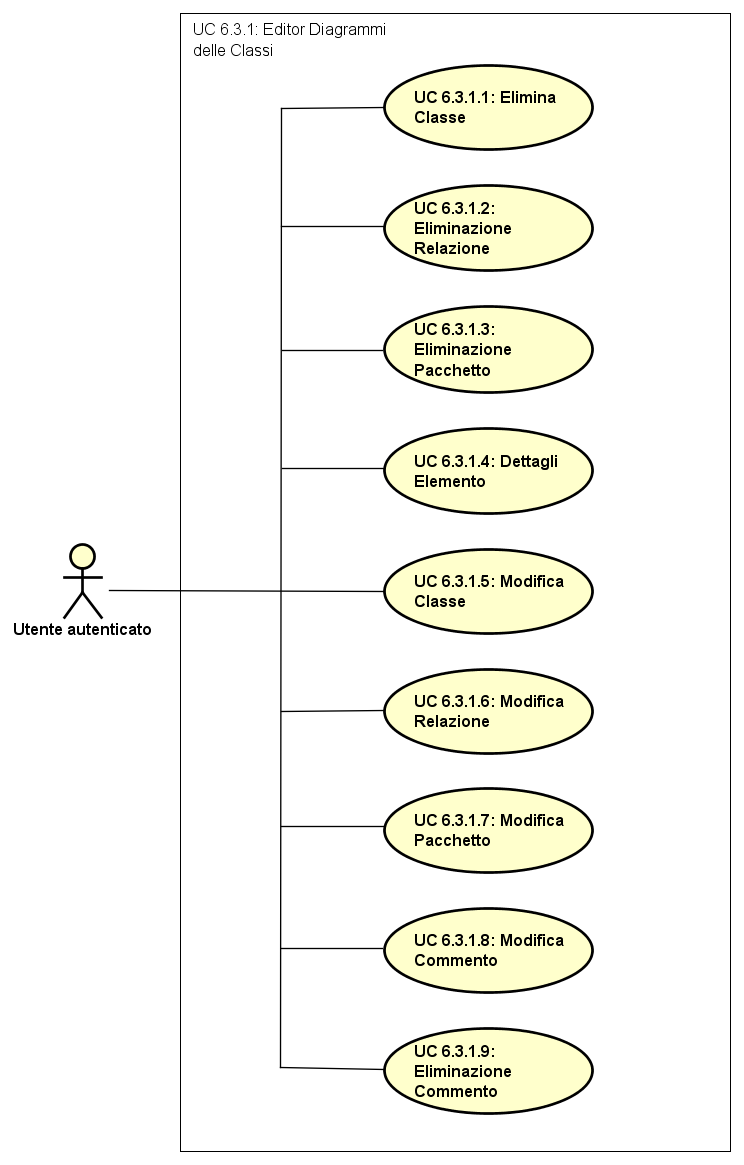 UC 6.3.1: Editor Diagrammi
delle Classi
UC 6.3.1.1: Elimina
Classe
UC 6.3.1.2:
Eliminazione
Relazione
UC 6.3.1.3:
Eliminazione
Pacchetto
UC 6.3.1.4: Dettagli
Elemento
UC 6.3.1.5: Modifica
Classe
Utente autenticato
UC 6.3.1.6: Modifica
Relazione
UC 6.3.1.7: Modifica
Pacchetto
UC 6.3.1.8: Modifica
Commento
UC 6.3.1.9:
Eliminazione
Commento